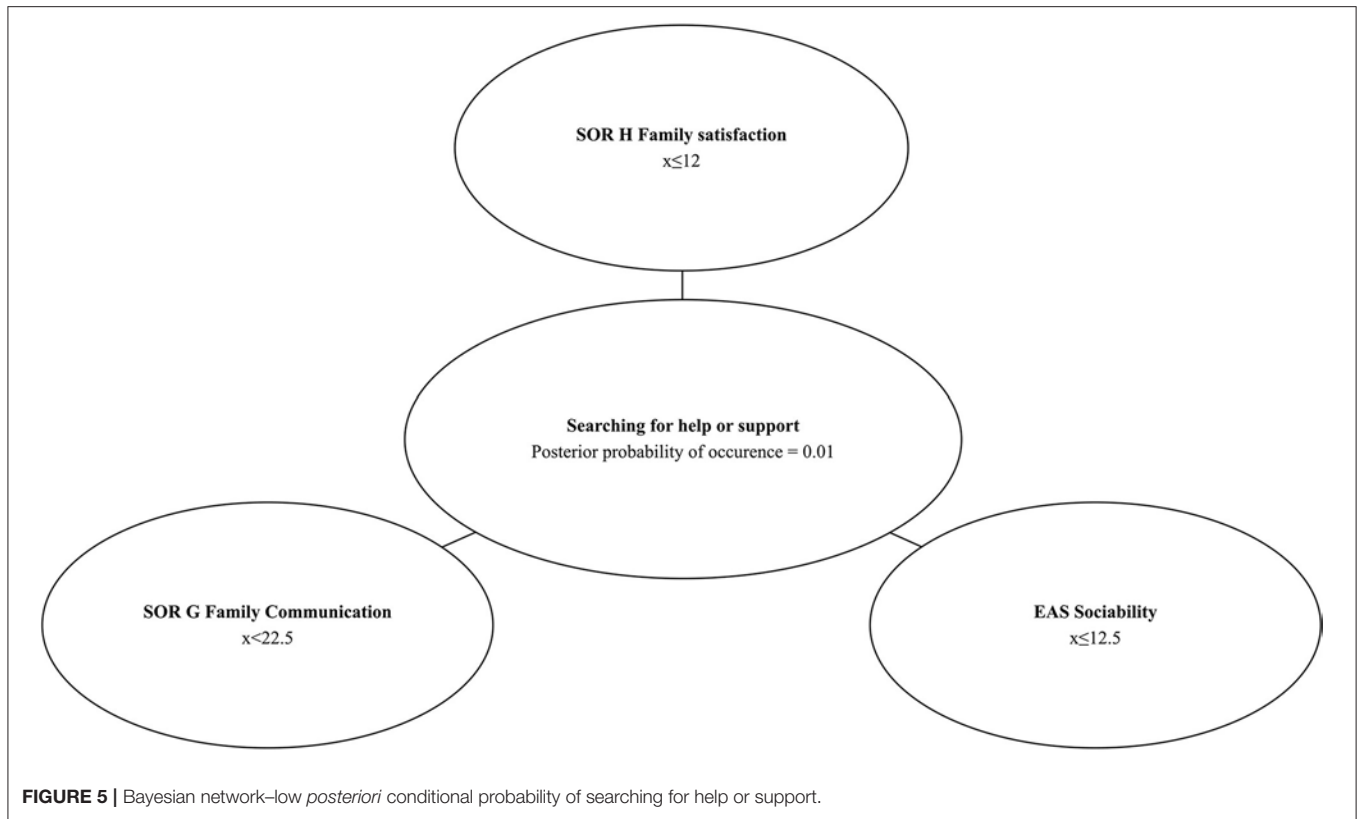 SOR H Family satisfaction
x≤12
Searching for help or support
Posterior probability of occurence = 0.01
SOR G Family Communication
x<22.5
EAS Sociability
x≤12.5
FIGURE 5 | Bayesian network–low posteriori conditional probability of searching for help or support.